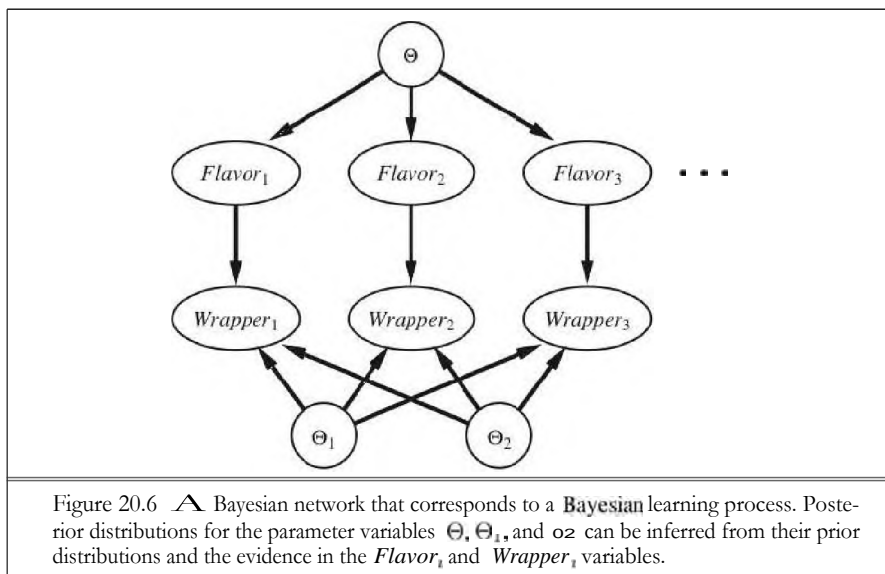 Θ
Flavor₁ Flavor₂ Flavor₃ ...
Wrapper₁ Wrapper₂ Wrapper₃
Θ₁ Θ₂
Figure 20.6 A Bayesian network that corresponds to a Bayesian learning process. Poste-
rior distributions for the parameter variables Θ, Θ₁, and o2 can be inferred from their prior
distributions and the evidence in the Flavorᵢ and Wrapperᵢ variables.